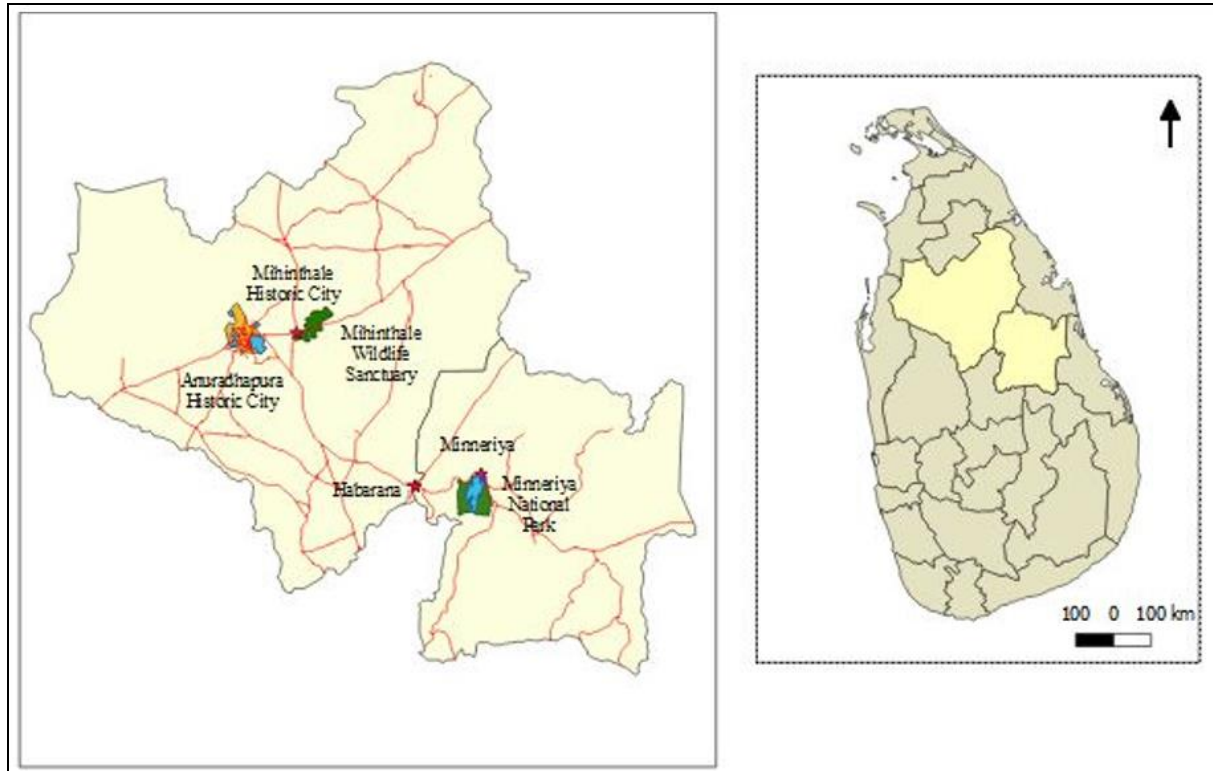 Mihinthale
Historic City
Mihinthale
Wildlife
Sanctuary
Anuradhapura
Historic City
Minneriya
Habarana
Minneriya
National
Park
100 0 100 km